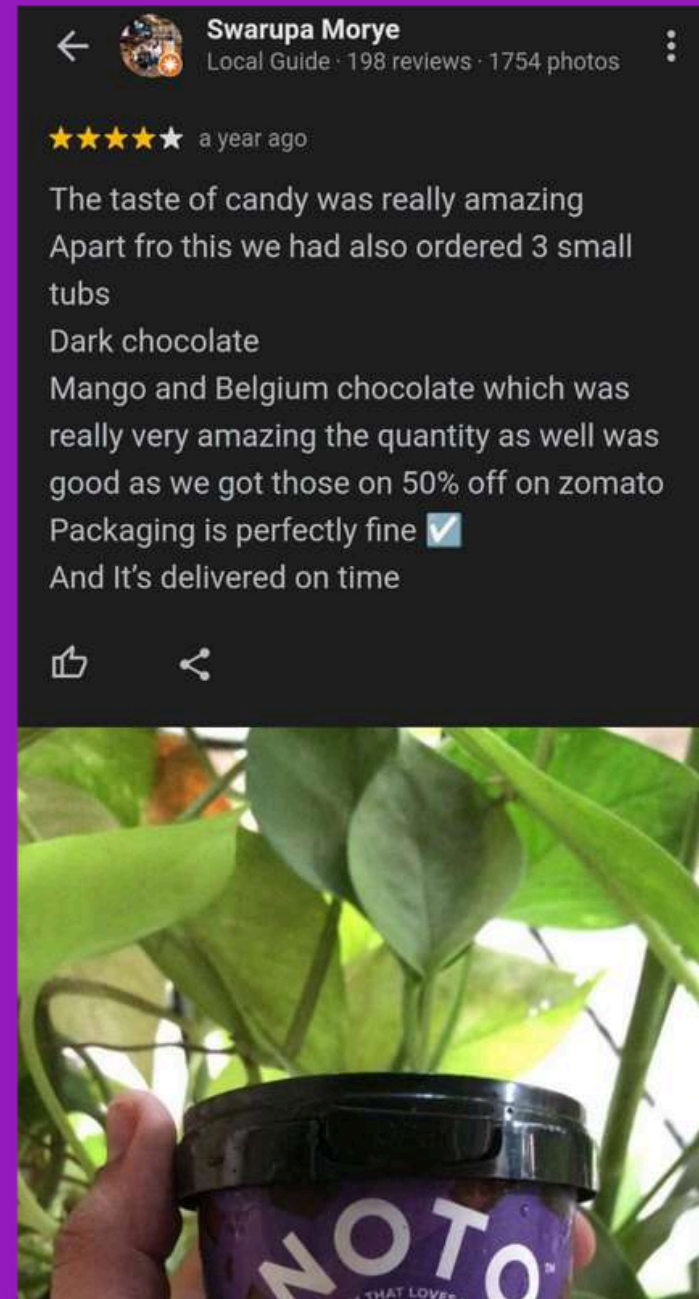 Swarupa Morye
Local Guide · 198 reviews · 1754 photos
a year ago
The taste of candy was really amazing
Apart fro this we had also ordered 3 small
tubs
Dark chocolate
Mango and Belgium chocolate which was
really very amazing the quantity as well was
good as we got those on 50% off on zomato
Packaging is perfectly fine ☑️
And It's delivered on time
NOTO™
THAT LOVES